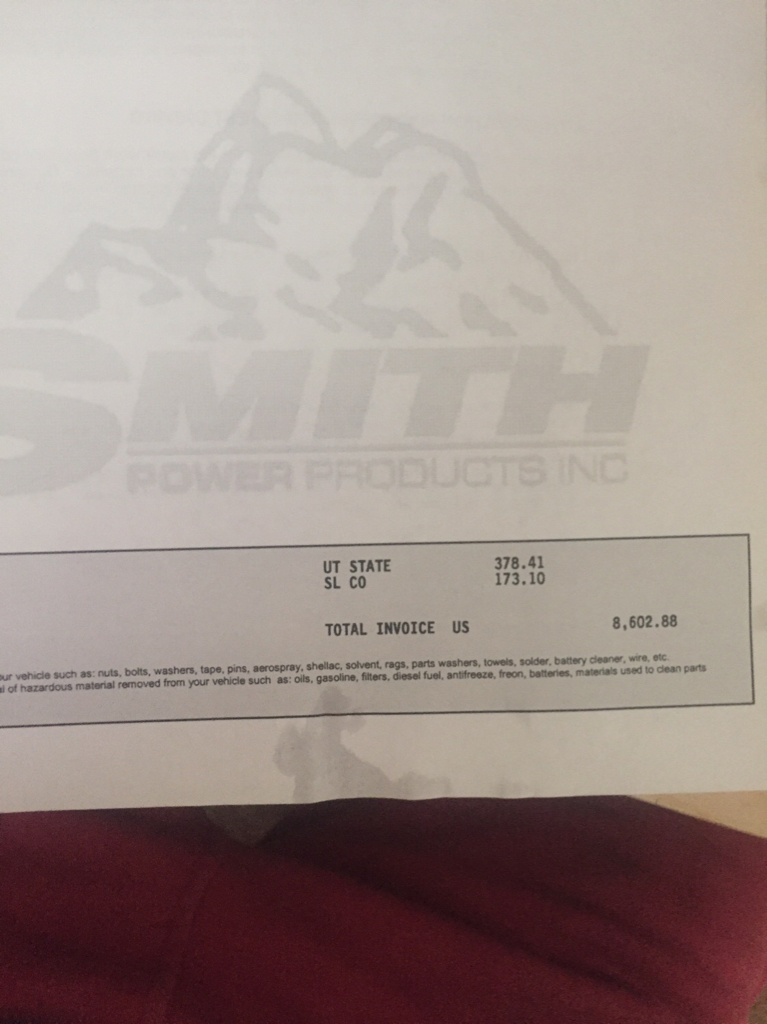 SMITH
POWER PRODUCTS INC
UT STATE 378.41
SL CO 173.10
TOTAL INVOICE US 8,602.88
ur vehicle such as: nuts, bolts, washers, tape, pins, aerospray, shellac, solvent, rags, parts washers, towels, solder, battery cleaner, wire, etc.
of hazardous material removed from your vehicle such as: oils, gasoline, filters, diesel fuel, antifreeze, freon, batteries, materials used to clean parts